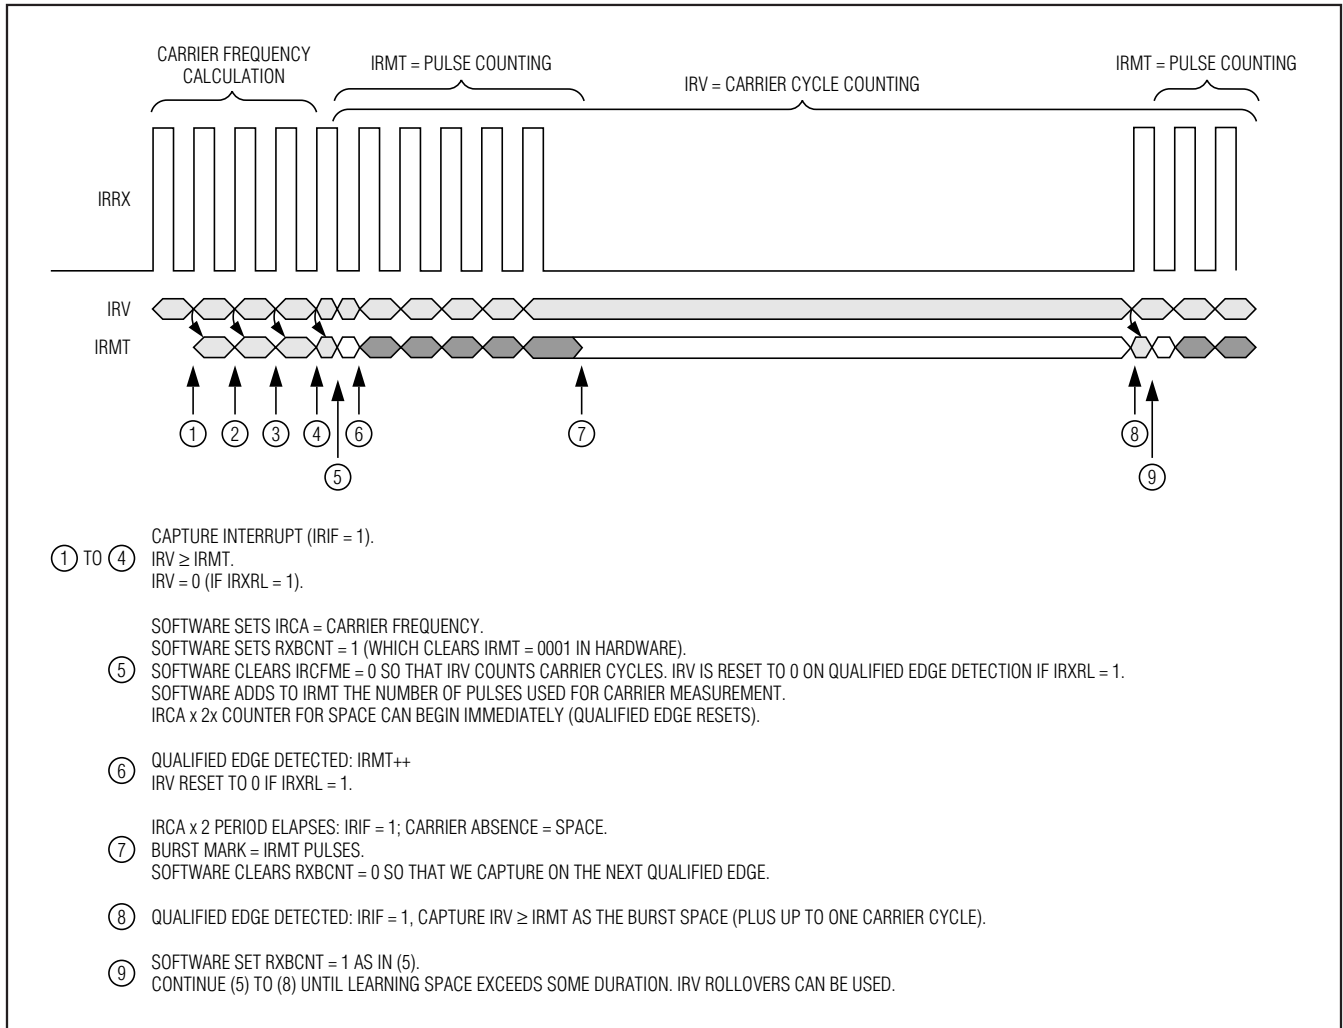 CARRIER FREQUENCY
CALCULATION
IRMT = PULSE COUNTING
IRV = CARRIER CYCLE COUNTING
IRMT = PULSE COUNTING
IRRX
IRV
IRMT
1
2
3
4
6
7
8
5
9
1 TO 4
CAPTURE INTERRUPT (IRIF = 1).
IRV ≥ IRMT.
IRV = 0 (IF IRXRL = 1).
5
SOFTWARE SETS IRCA = CARRIER FREQUENCY.
SOFTWARE SETS RXBCNT = 1 (WHICH CLEARS IRMT = 0001 IN HARDWARE).
SOFTWARE CLEARS IRCFME = 0 SO THAT IRV COUNTS CARRIER CYCLES. IRV IS RESET TO 0 ON QUALIFIED EDGE DETECTION IF IRXRL = 1.
SOFTWARE ADDS TO IRMT THE NUMBER OF PULSES USED FOR CARRIER MEASUREMENT.
IRCA x 2x COUNTER FOR SPACE CAN BEGIN IMMEDIATELY (QUALIFIED EDGE RESETS).
6
QUALIFIED EDGE DETECTED: IRMT++
IRV RESET TO 0 IF IRXRL = 1.
7
IRCA x 2 PERIOD ELAPSES: IRIF = 1; CARRIER ABSENCE = SPACE.
BURST MARK = IRMT PULSES.
SOFTWARE CLEARS RXBCNT = 0 SO THAT WE CAPTURE ON THE NEXT QUALIFIED EDGE.
8
QUALIFIED EDGE DETECTED: IRIF = 1, CAPTURE IRV ≥ IRMT AS THE BURST SPACE (PLUS UP TO ONE CARRIER CYCLE).
9
SOFTWARE SET RXBCNT = 1 AS IN (5).
CONTINUE (5) TO (8) UNTIL LEARNING SPACE EXCEEDS SOME DURATION. IRV ROLLOVERS CAN BE USED.